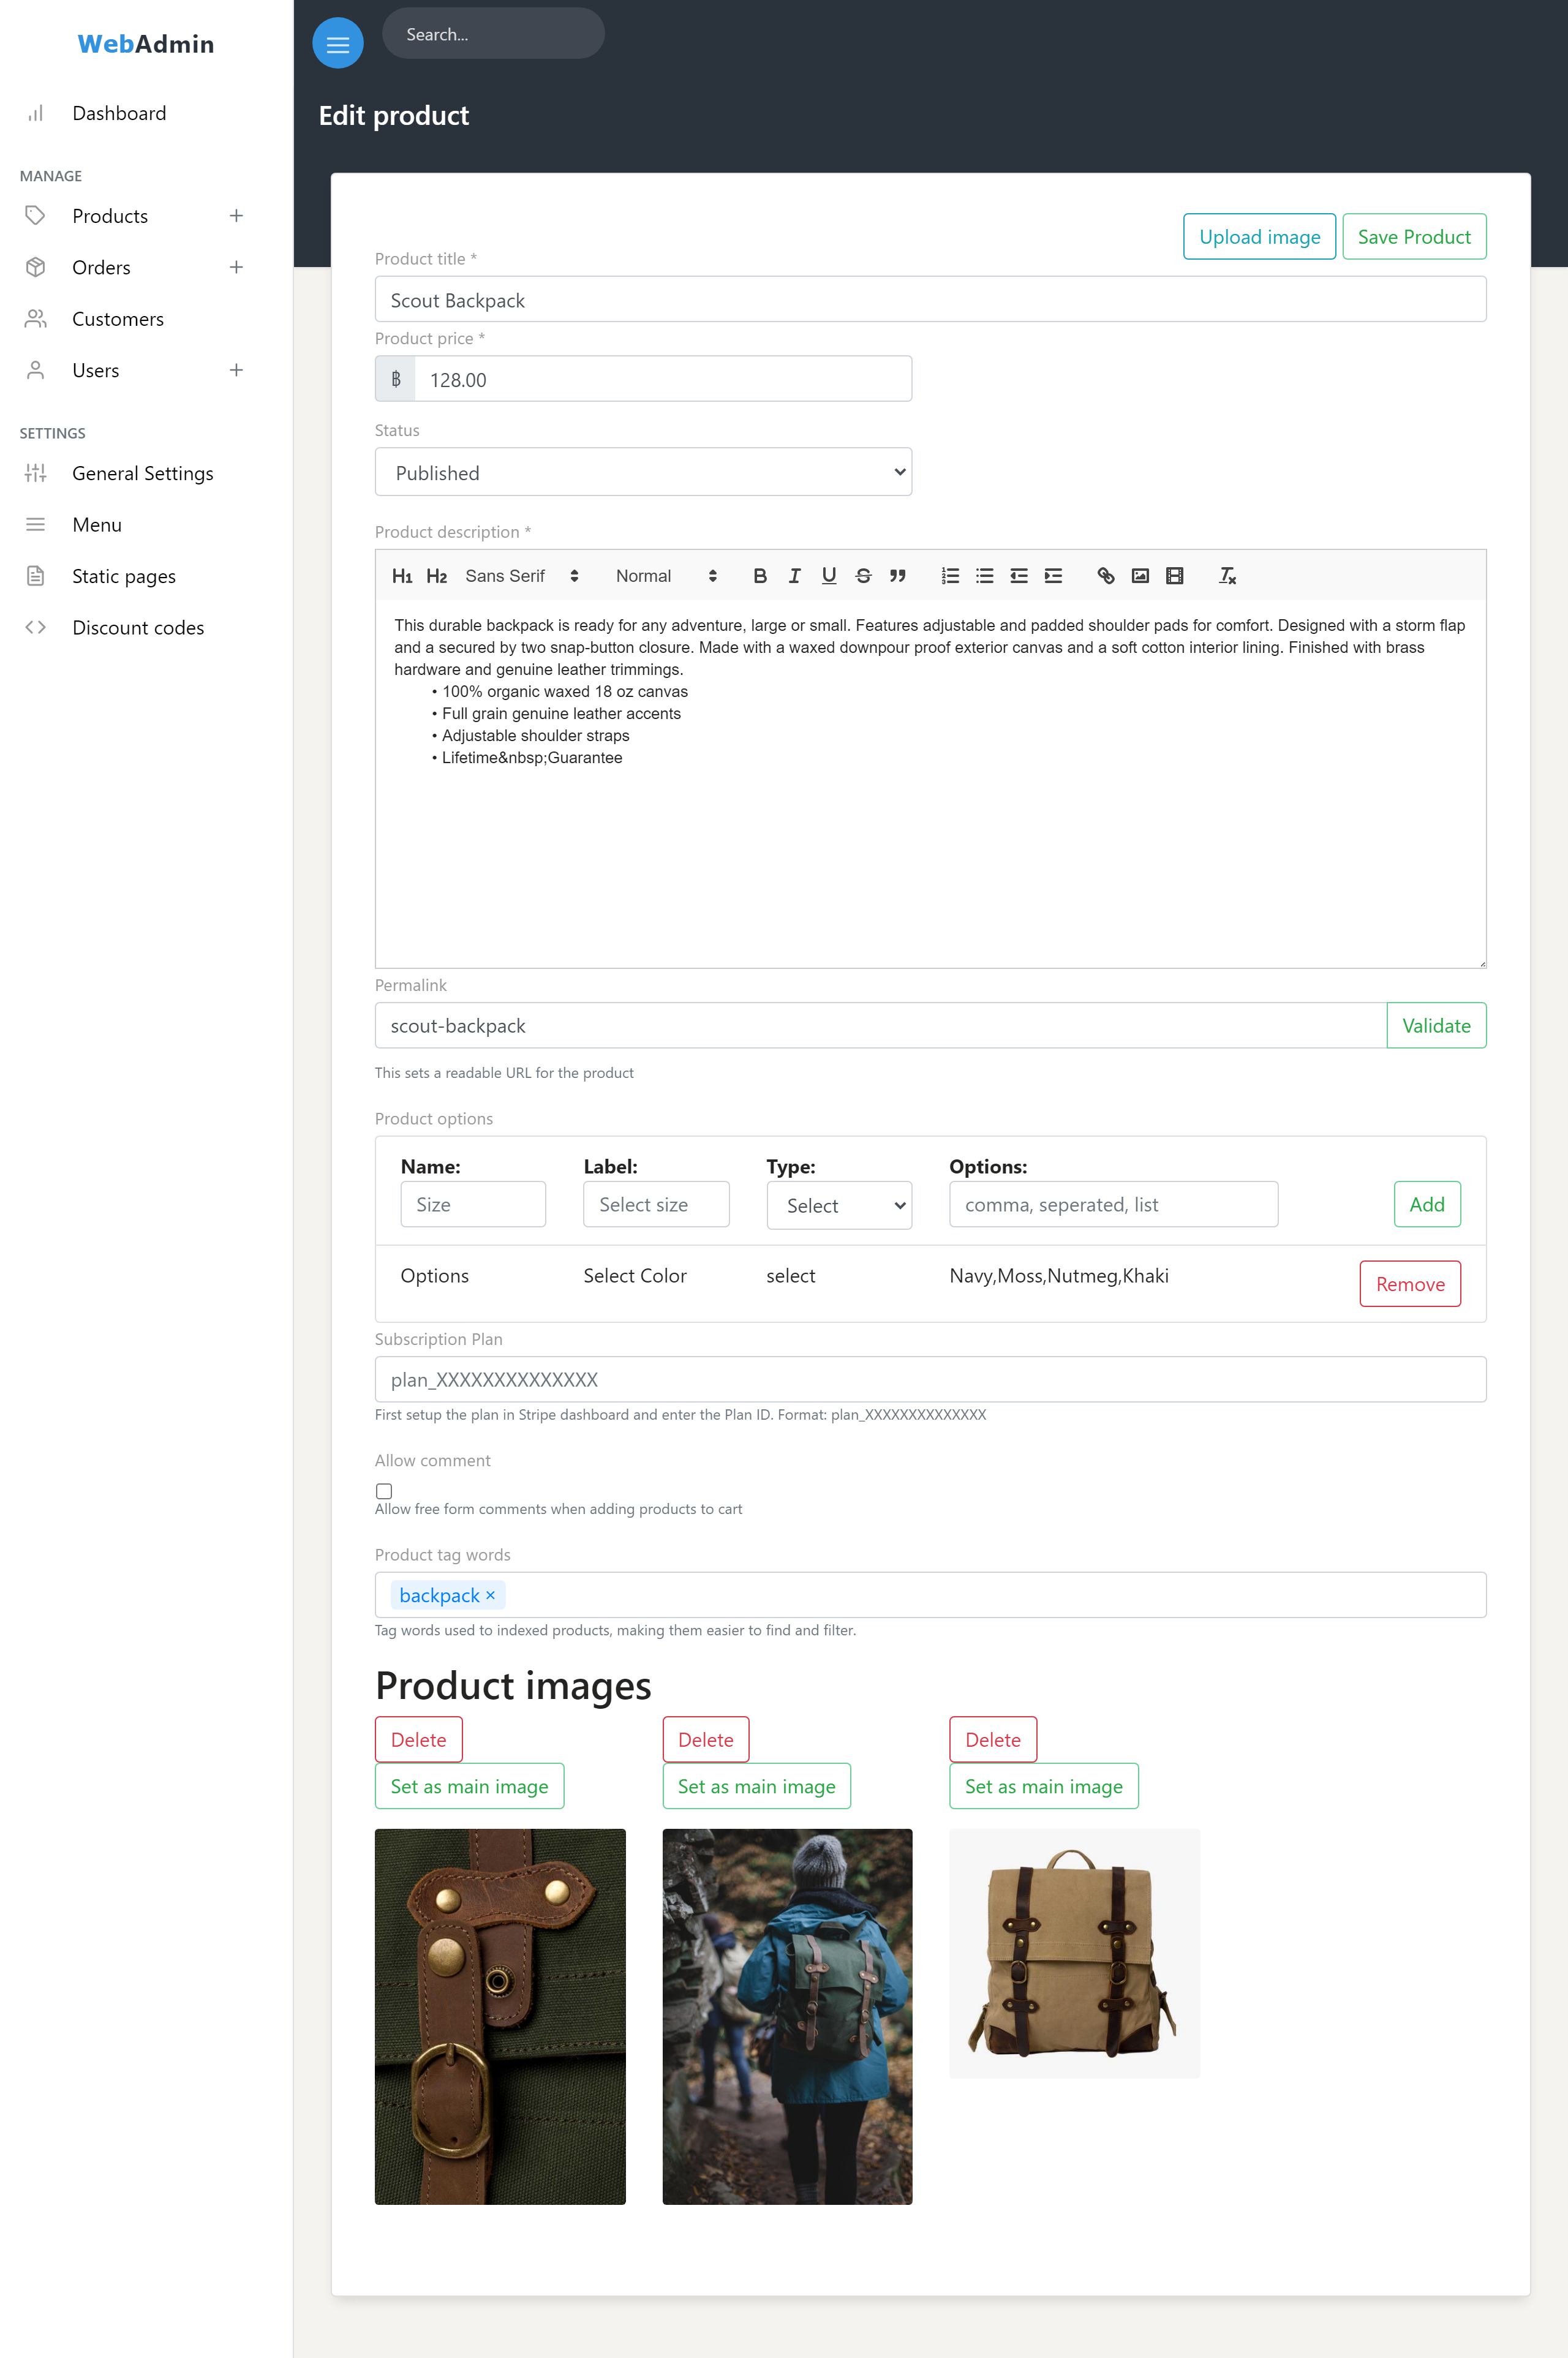 WebAdmin
Search...
Dashboard
MANAGE
Products
Orders
Customers
Users
SETTINGS
General Settings
Menu
Static pages
Discount codes
Edit product
Upload image
Save Product
Product title *
Scout Backpack
Product price *
฿ 128.00
Status
Published
Product description *
H1 H2 Sans Serif Normal B I U S
This durable backpack is ready for any adventure, large or small. Features adjustable and padded shoulder pads for comfort. Designed with a storm flap
and a secured by two snap-button closure. Made with a waxed downpour proof exterior canvas and a soft cotton interior lining. Finished with brass
hardware and genuine leather trimmings.
• 100% organic waxed 18 oz canvas
• Full grain genuine leather accents
• Adjustable shoulder straps
• Lifetime&nbsp;Guarantee
Permalink
scout-backpack
Validate
This sets a readable URL for the product
Product options
Name: Label: Type: Options:
Size Select size Select comma, seperated, list Add
Options Select Color select Navy,Moss,Nutmeg,Khaki Remove
Subscription Plan
plan_XXXXXXXXXXXXXX
First setup the plan in Stripe dashboard and enter the Plan ID. Format: plan_XXXXXXXXXXXXXX
Allow comment
Allow free form comments when adding products to cart
Product tag words
backpack ×
Tag words used to indexed products, making them easier to find and filter.
Product images
Delete Delete Delete
Set as main image Set as main image Set as main image